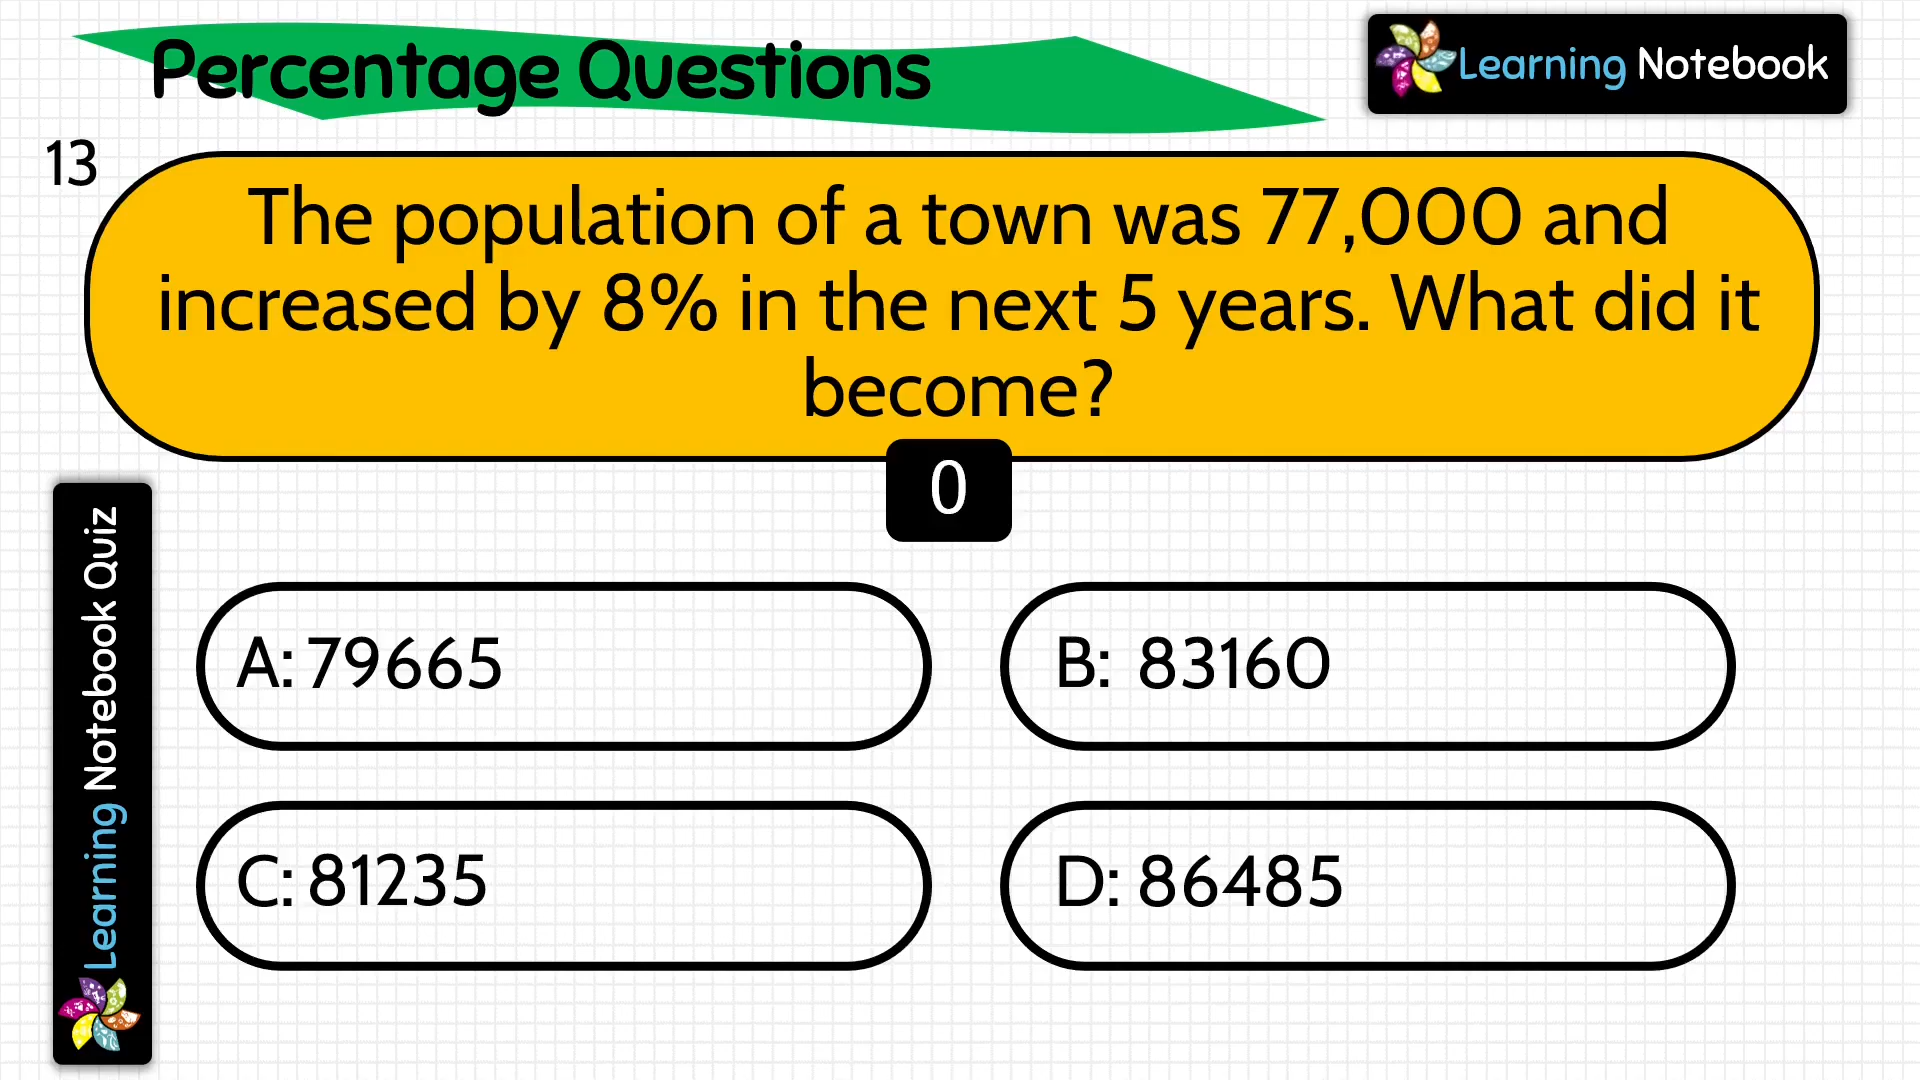 Percentage Questions
Learning Notebook
13
The population of a town was 77,000 and
increased by 8% in the next 5 years. What did it
become?
0
A: 79665
B: 83160
C: 81235
D: 86485
Learning Notebook Quiz